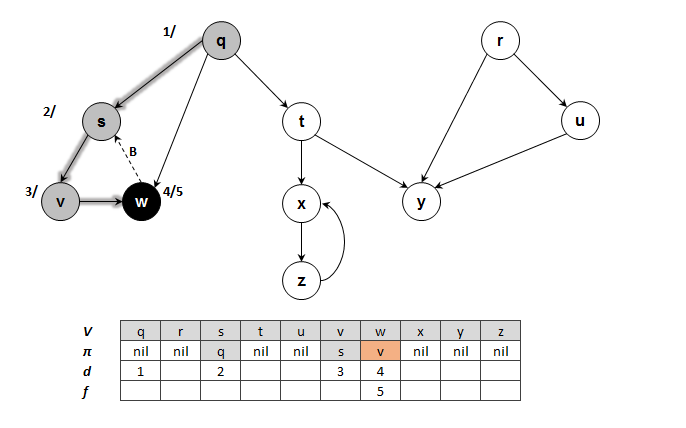 1/
q
r
2/
s
t
u
B
3/
v
w
4/5
x
y
z
V q r s t u v w x y z
π nil nil q nil nil s v nil nil nil
d 1 2 3 4
f 5